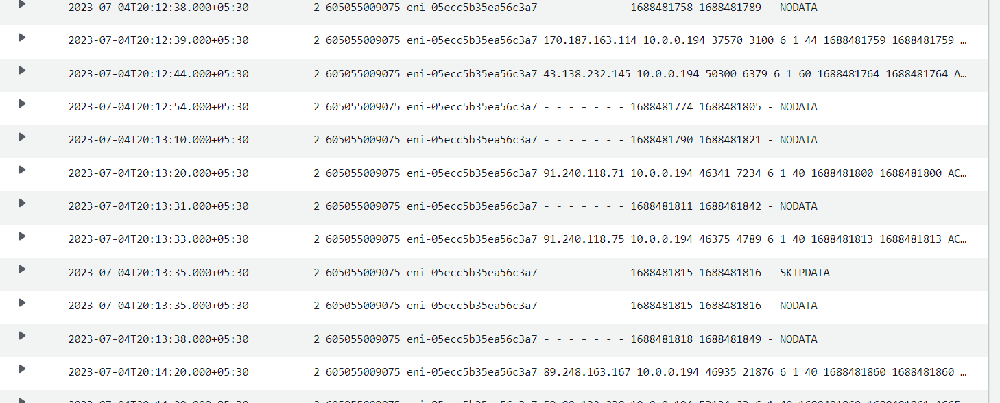 2023-07-04T20:12:38.000+05:30 2 605055009075 eni-05ecc5b35ea56c3a7 - - - - - - - 1688481758 1688481789 - NODATA
2023-07-04T20:12:39.000+05:30 2 605055009075 eni-05ecc5b35ea56c3a7 170.187.163.114 10.0.0.194 37570 3100 6 1 44 1688481759 1688481759 …
2023-07-04T20:12:44.000+05:30 2 605055009075 eni-05ecc5b35ea56c3a7 43.138.232.145 10.0.0.194 50300 6379 6 1 60 1688481764 1688481764 A…
2023-07-04T20:12:54.000+05:30 2 605055009075 eni-05ecc5b35ea56c3a7 - - - - - - - 1688481774 1688481805 - NODATA
2023-07-04T20:13:10.000+05:30 2 605055009075 eni-05ecc5b35ea56c3a7 - - - - - - - 1688481790 1688481821 - NODATA
2023-07-04T20:13:20.000+05:30 2 605055009075 eni-05ecc5b35ea56c3a7 91.240.118.71 10.0.0.194 46341 7234 6 1 40 1688481800 1688481800 AC…
2023-07-04T20:13:31.000+05:30 2 605055009075 eni-05ecc5b35ea56c3a7 - - - - - - - 1688481811 1688481842 - NODATA
2023-07-04T20:13:33.000+05:30 2 605055009075 eni-05ecc5b35ea56c3a7 91.240.118.75 10.0.0.194 46375 4789 6 1 40 1688481813 1688481813 AC…
2023-07-04T20:13:35.000+05:30 2 605055009075 eni-05ecc5b35ea56c3a7 - - - - - - - 1688481815 1688481816 - SKIPDATA
2023-07-04T20:13:35.000+05:30 2 605055009075 eni-05ecc5b35ea56c3a7 - - - - - - - 1688481815 1688481816 - NODATA
2023-07-04T20:13:38.000+05:30 2 605055009075 eni-05ecc5b35ea56c3a7 - - - - - - - 1688481818 1688481849 - NODATA
2023-07-04T20:14:20.000+05:30 2 605055009075 eni-05ecc5b35ea56c3a7 89.248.163.167 10.0.0.194 46935 21876 6 1 40 1688481860 1688481860 …